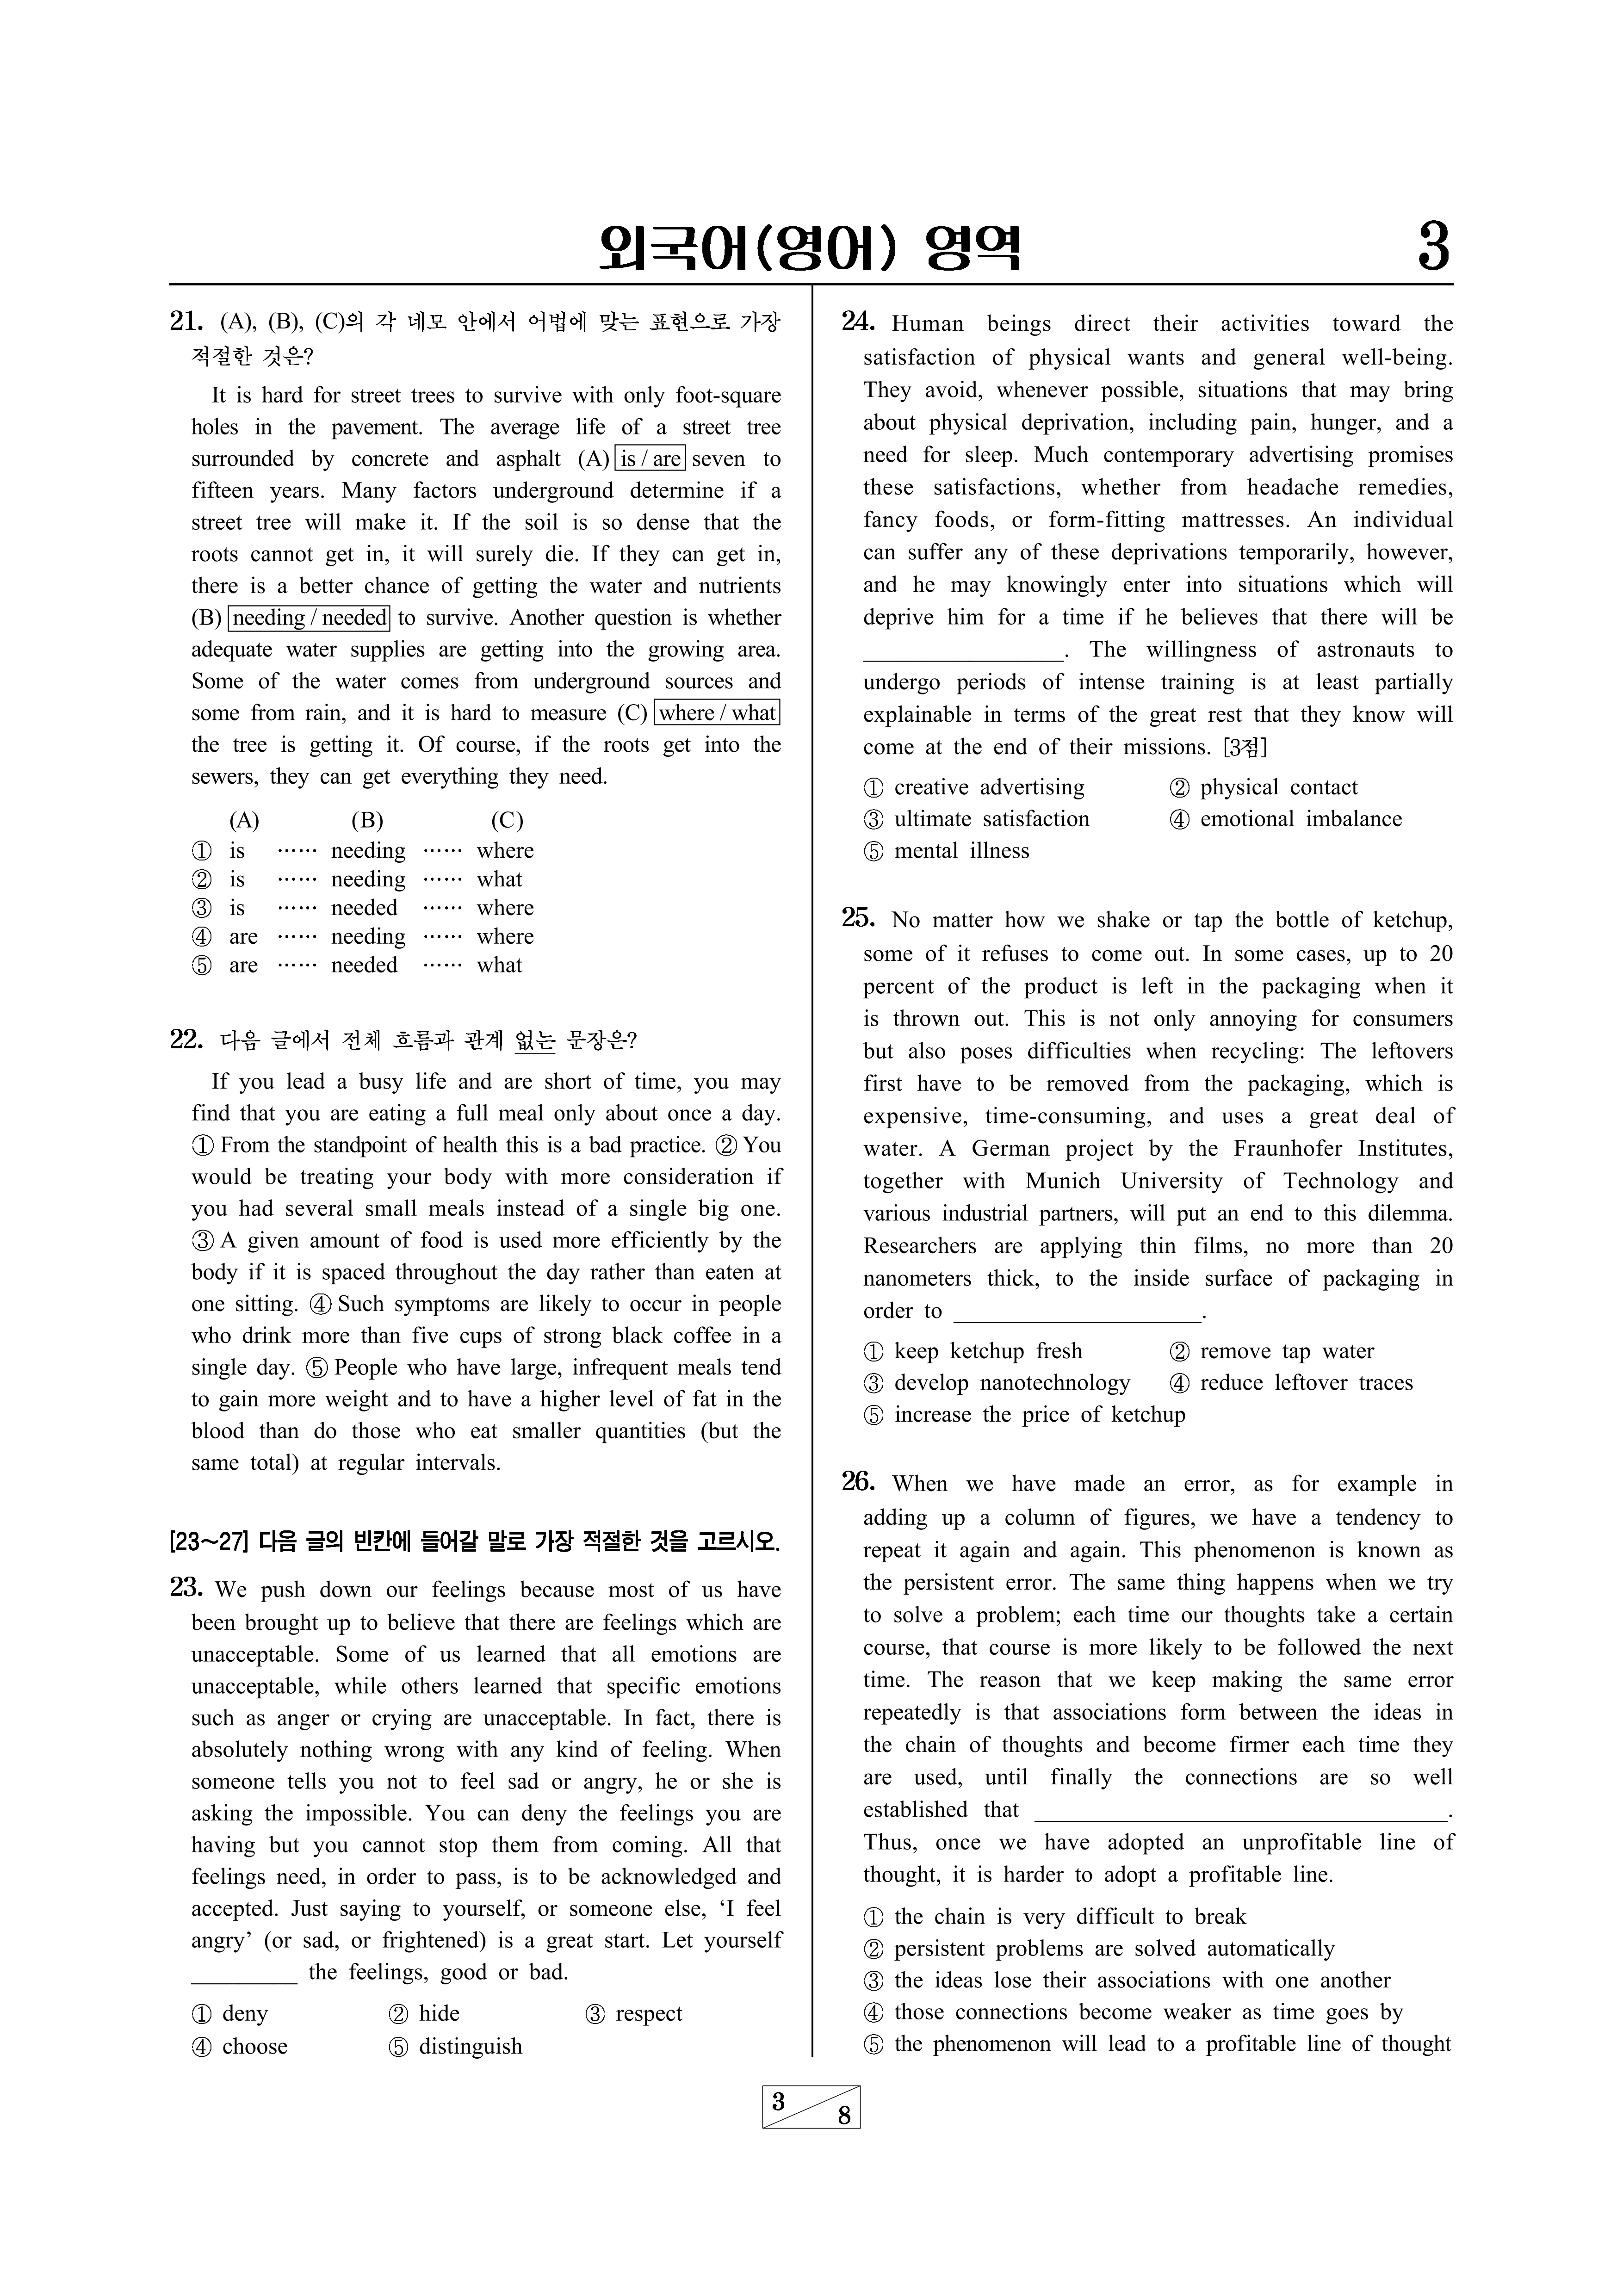 외국어(영어) 영역
3
21. (A), (B), (C)의 각 네모 안에서 어법에 맞는 표현으로 가장
적절한 것은?
It is hard for street trees to survive with only foot-square
holes in the pavement. The average life of a street tree
surrounded by concrete and asphalt (A) is / are seven to
fifteen years. Many factors underground determine if a
street tree will make it. If the soil is so dense that the
roots cannot get in, it will surely die. If they can get in,
there is a better chance of getting the water and nutrients
(B) needing / needed to survive. Another question is whether
adequate water supplies are getting into the growing area.
Some of the water comes from underground sources and
some from rain, and it is hard to measure (C) where / what
the tree is getting it. Of course, if the roots get into the
sewers, they can get everything they need.
(A) (B) (C)
① is ⋯⋯ needing ⋯⋯ where
② is ⋯⋯ needing ⋯⋯ what
③ is ⋯⋯ needed ⋯⋯ where
④ are ⋯⋯ needing ⋯⋯ where
⑤ are ⋯⋯ needed ⋯⋯ what
22. 다음 글에서 전체 흐름과 관계 없는 문장은?
If you lead a busy life and are short of time, you may
find that you are eating a full meal only about once a day.
① From the standpoint of health this is a bad practice. ② You
would be treating your body with more consideration if
you had several small meals instead of a single big one.
③ A given amount of food is used more efficiently by the
body if it is spaced throughout the day rather than eaten at
one sitting. ④ Such symptoms are likely to occur in people
who drink more than five cups of strong black coffee in a
single day. ⑤ People who have large, infrequent meals tend
to gain more weight and to have a higher level of fat in the
blood than do those who eat smaller quantities (but the
same total) at regular intervals.
[23～27] 다음 글의 빈칸에 들어갈 말로 가장 적절한 것을 고르시오.
23. We push down our feelings because most of us have
been brought up to believe that there are feelings which are
unacceptable. Some of us learned that all emotions are
unacceptable, while others learned that specific emotions
such as anger or crying are unacceptable. In fact, there is
absolutely nothing wrong with any kind of feeling. When
someone tells you not to feel sad or angry, he or she is
asking the impossible. You can deny the feelings you are
having but you cannot stop them from coming. All that
feelings need, in order to pass, is to be acknowledged and
accepted. Just saying to yourself, or someone else, ‘I feel
angry’ (or sad, or frightened) is a great start. Let yourself
_________ the feelings, good or bad.
① deny ② hide ③ respect
④ choose ⑤ distinguish
24. Human beings direct their activities toward the
satisfaction of physical wants and general well-being.
They avoid, whenever possible, situations that may bring
about physical deprivation, including pain, hunger, and a
need for sleep. Much contemporary advertising promises
these satisfactions, whether from headache remedies,
fancy foods, or form-fitting mattresses. An individual
can suffer any of these deprivations temporarily, however,
and he may knowingly enter into situations which will
deprive him for a time if he believes that there will be
_________________. The willingness of astronauts to
undergo periods of intense training is at least partially
explainable in terms of the great rest that they know will
come at the end of their missions. [3점]
① creative advertising ② physical contact
③ ultimate satisfaction ④ emotional imbalance
⑤ mental illness
25. No matter how we shake or tap the bottle of ketchup,
some of it refuses to come out. In some cases, up to 20
percent of the product is left in the packaging when it
is thrown out. This is not only annoying for consumers
but also poses difficulties when recycling: The leftovers
first have to be removed from the packaging, which is
expensive, time-consuming, and uses a great deal of
water. A German project by the Fraunhofer Institutes,
together with Munich University of Technology and
various industrial partners, will put an end to this dilemma.
Researchers are applying thin films, no more than 20
nanometers thick, to the inside surface of packaging in
order to _____________________.
① keep ketchup fresh ② remove tap water
③ develop nanotechnology ④ reduce leftover traces
⑤ increase the price of ketchup
26. When we have made an error, as for example in
adding up a column of figures, we have a tendency to
repeat it again and again. This phenomenon is known as
the persistent error. The same thing happens when we try
to solve a problem; each time our thoughts take a certain
course, that course is more likely to be followed the next
time. The reason that we keep making the same error
repeatedly is that associations form between the ideas in
the chain of thoughts and become firmer each time they
are used, until finally the connections are so well
established that ___________________________________.
Thus, once we have adopted an unprofitable line of
thought, it is harder to adopt a profitable line.
① the chain is very difficult to break
② persistent problems are solved automatically
③ the ideas lose their associations with one another
④ those connections become weaker as time goes by
⑤ the phenomenon will lead to a profitable line of thought
3
8